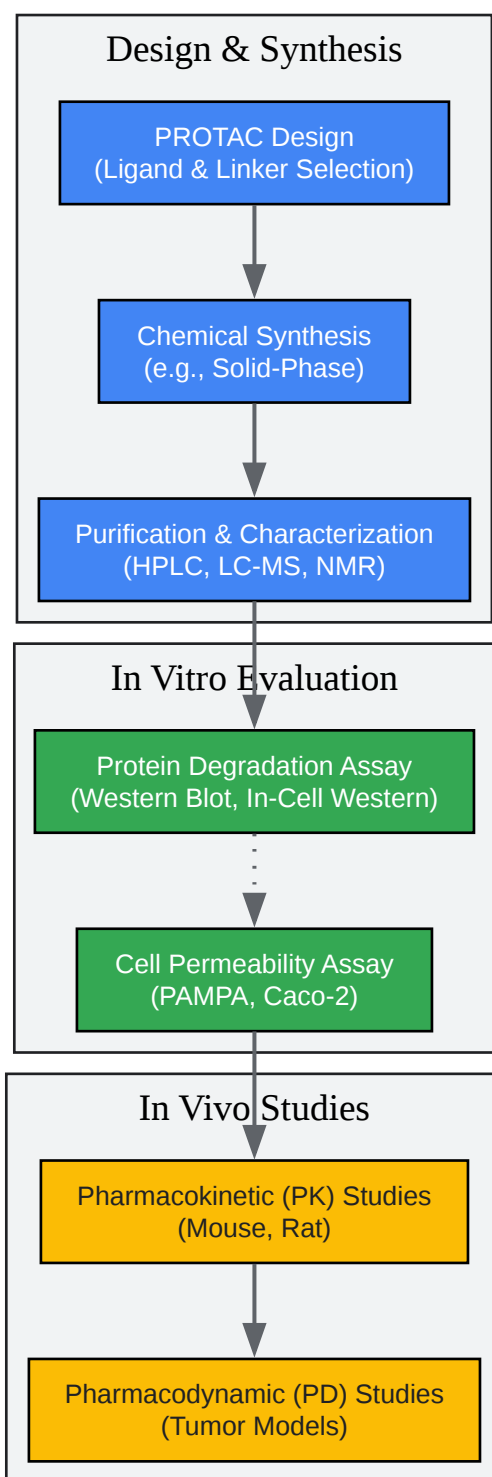 Design & Synthesis
PROTAC Design
(Ligand & Linker Selection)
Chemical Synthesis
(e.g., Solid-Phase)
Purification & Characterization
(HPLC, LC-MS, NMR)
In Vitro Evaluation
Protein Degradation Assay
(Western Blot, In-Cell Western)
Cell Permeability Assay
(PAMPA, Caco-2)
In Vivo Studies
Pharmacokinetic (PK) Studies
(Mouse, Rat)
Pharmacodynamic (PD) Studies
(Tumor Models)